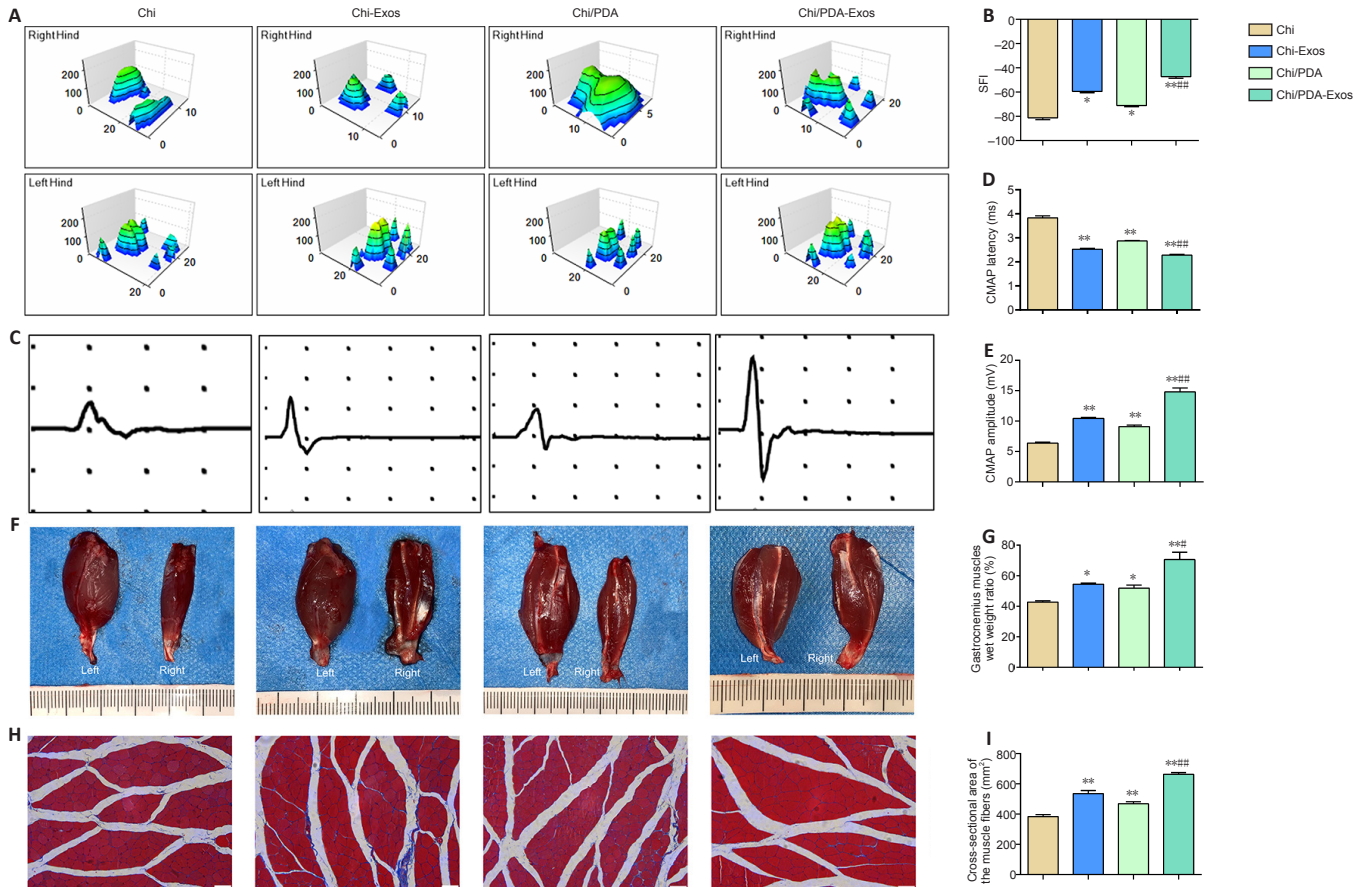 A
Chi
Chi-Exos
Chi/PDA
Chi/PDA-Exos
Right Hind
200
100
0
20
0
10
Right Hind
200
100
0
10
0
10
Right Hind
200
100
0
10
0
5
Right Hind
200
100
0
20
0
20
Left Hind
200
100
0
20
0
20
Left Hind
200
100
0
20
0
20
Left Hind
200
100
0
20
0
20
Left Hind
200
100
0
20
0
20
B
SFI
0
−20
−40
−60
−80
−100
*
*
**##
Chi
Chi-Exos
Chi/PDA
Chi/PDA-Exos
C
D
CMAP latency (ms)
5
4
3
2
1
0
**
**
**##
E
CMAP amplitude (mV)
20
15
10
5
0
**
**
**##
F
Left
Right
Left
Right
Left
Right
Left
Right
G
Gastrocnemius muscles
wet weight ratio (%)
80
60
40
20
0
*
*
**#
H
I
Cross-sectional area of
the muscle fibers (mm²)
800
600
400
200
0
**
**
**##